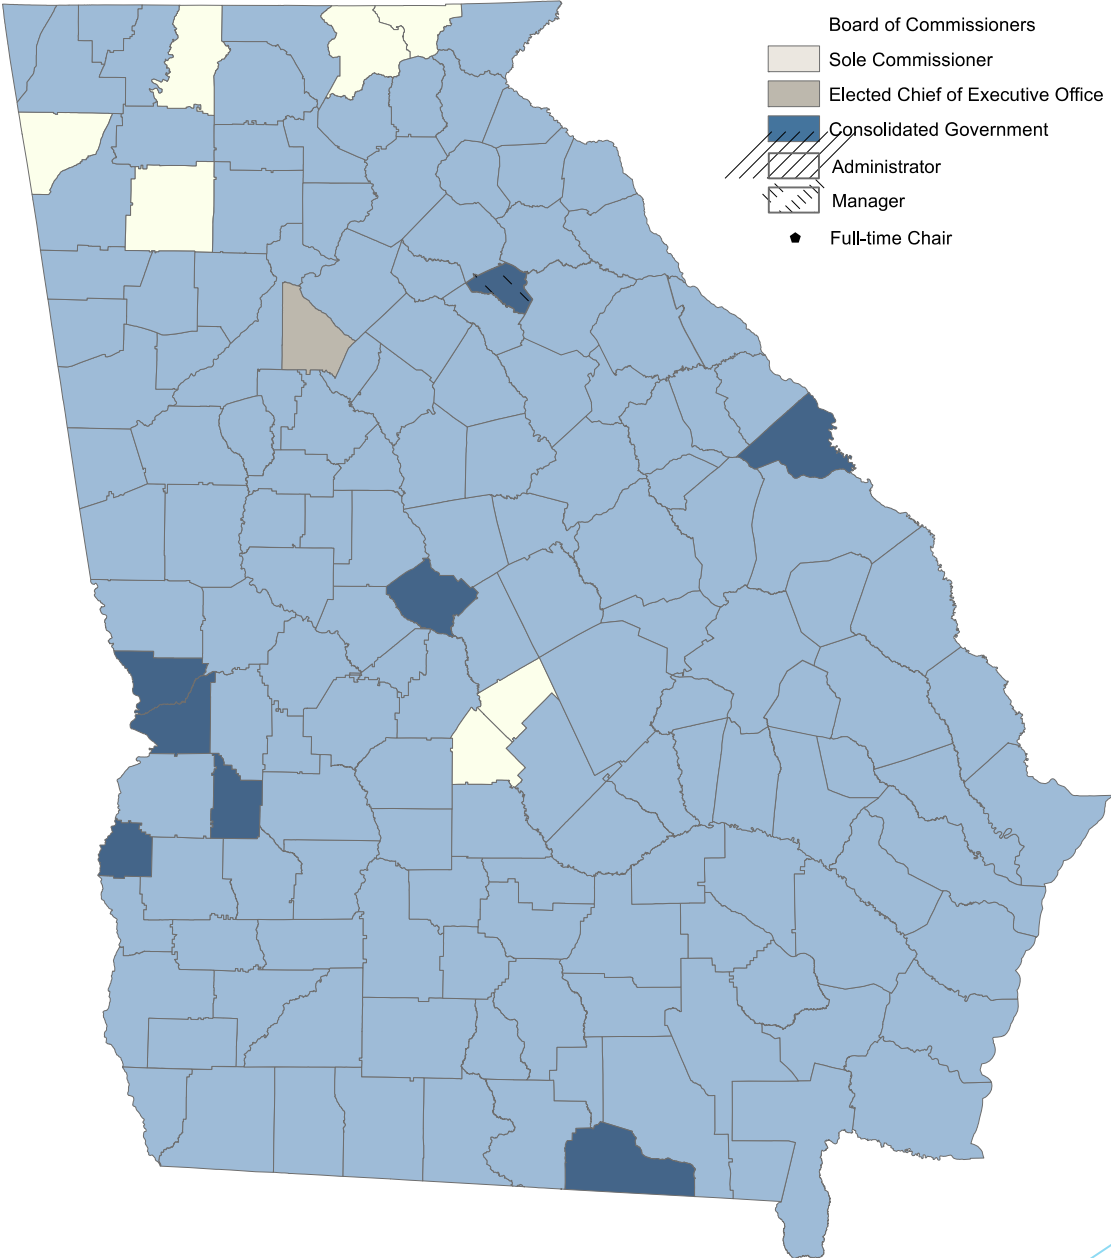 Board of Commissioners
Sole Commissioner
Elected Chief of Executive Office
Consolidated Government
Administrator
Manager
Full-time Chair